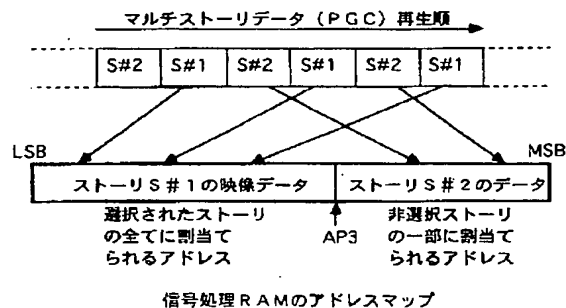 マルチストーリデータ（ＰＧＣ）再生順
S#2 S#1 S#2 S#1 S#2 S#1
LSB MSB
ストーリＳ＃１の映像データ ストーリＳ＃２のデータ
選択されたストーリ
の全てに割当て
られるアドレス
AP3
非選択ストーリ
の一部に割当て
られるアドレス
信号処理ＲＡＭのアドレスマップ